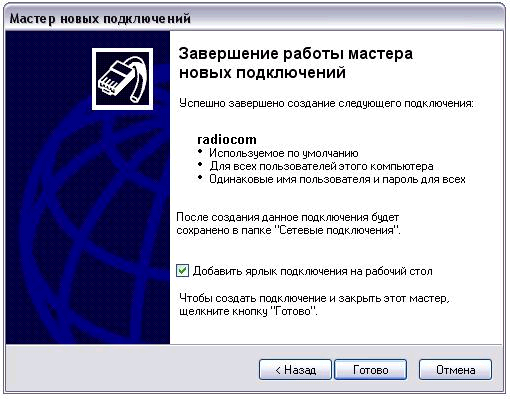 Мастер новых подключений
Завершение работы мастера
новых подключений
Успешно завершено создание следующего подключения:
radiocom
• Используемое по умолчанию
• Для всех пользователей этого компьютера
• Одинаковые имя пользователя и пароль для всех
После создания данное подключения будет
сохранено в папке "Сетевые подключения".
Добавить ярлык подключения на рабочий стол
Чтобы создать подключение и закрыть этот мастер,
щелкните кнопку "Готово".
< Назад
Готово
Отмена